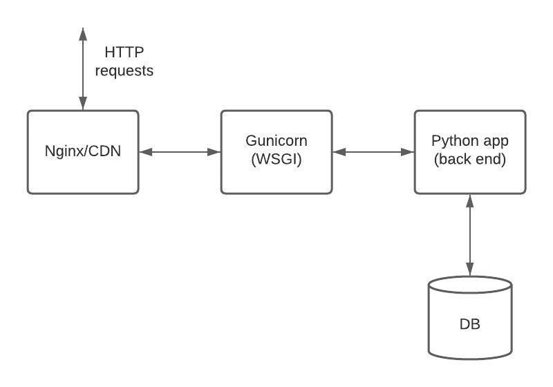 HTTP
requests
Nginx/CDN
Gunicorn
(WSGI)
Python app
(back end)
DB